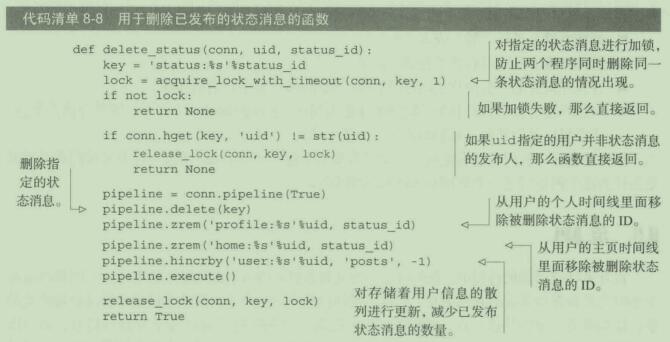 代码清单 8-8 用于删除已发布的状态消息的函数
def delete_status(conn, uid, status_id):
    key = 'status:%s'%status_id
    lock = acquire_lock_with_timeout(conn, key, 1)
    if not lock:
        return None
对指定的状态消息进行加锁,
防止两个程序同时删除同一
条状态消息的情况出现。
如果加锁失败,那么直接返回。
    if conn.hget(key, 'uid') != str(uid):
        release_lock(conn, key, lock)
        return None
如果uid指定的用户并非状态消息
的发布人,那么函数直接返回。
删除指
定的状
态消息。
    pipeline = conn.pipeline(True)
    pipeline.delete(key)
    pipeline.zrem('profile:%s'%uid, status_id)
    pipeline.zrem('home:%s'%uid, status_id)
    pipeline.hincrby('user:%s'%uid, 'posts', -1)
    pipeline.execute()
从用户的个人时间线里面移
除被删除状态消息的 ID。
从用户的主页时间线
里面移除被删除状态
消息的 ID。
    release_lock(conn, key, lock)
    return True
对存储着用户信息的散
列进行更新,减少已发布
状态消息的数量。